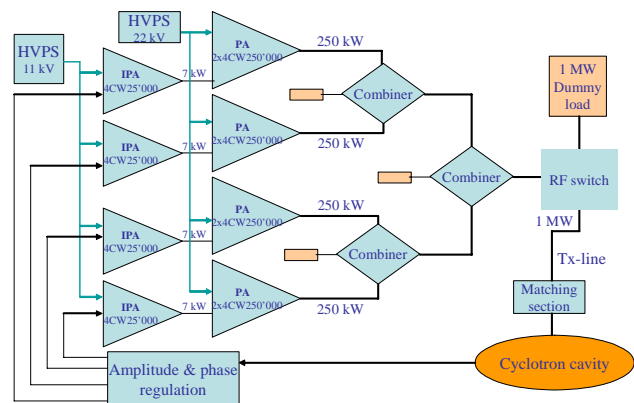 HVPS
11 kV
HVPS
22 kV
PA
2x4CW250'000
250 kW
IPA
4CW25'000
7 kW
Combiner
1 MW
Dummy
load
PA
2x4CW250'000
250 kW
IPA
4CW25'000
7 kW
Combiner
RF switch
PA
2x4CW250'000
250 kW
IPA
4CW25'000
7 kW
1 MW
Combiner
Tx-line
PA
2x4CW250'000
250 kW
IPA
4CW25'000
7 kW
Matching
section
Amplitude & phase
regulation
Cyclotron cavity